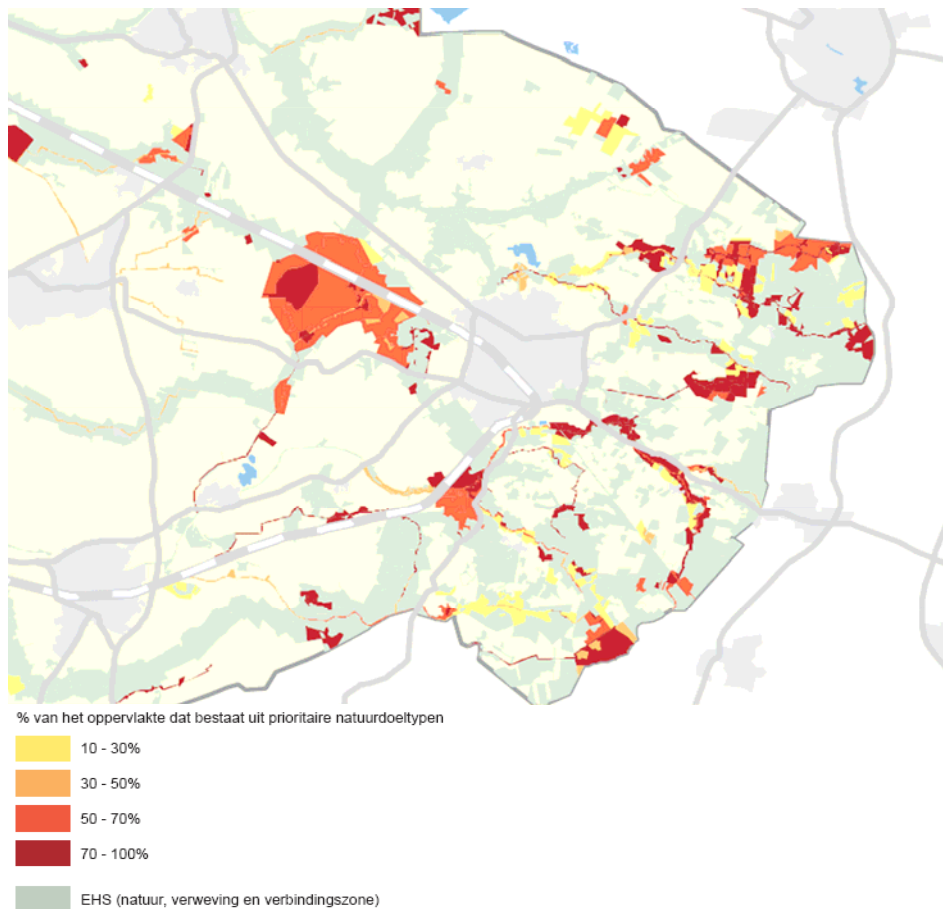 % van het oppervlakte dat bestaat uit prioritaire natuurdoeltypen
10 - 30%
30 - 50%
50 - 70%
70 - 100%
EHS (natuur, verweving en verbindingszone)